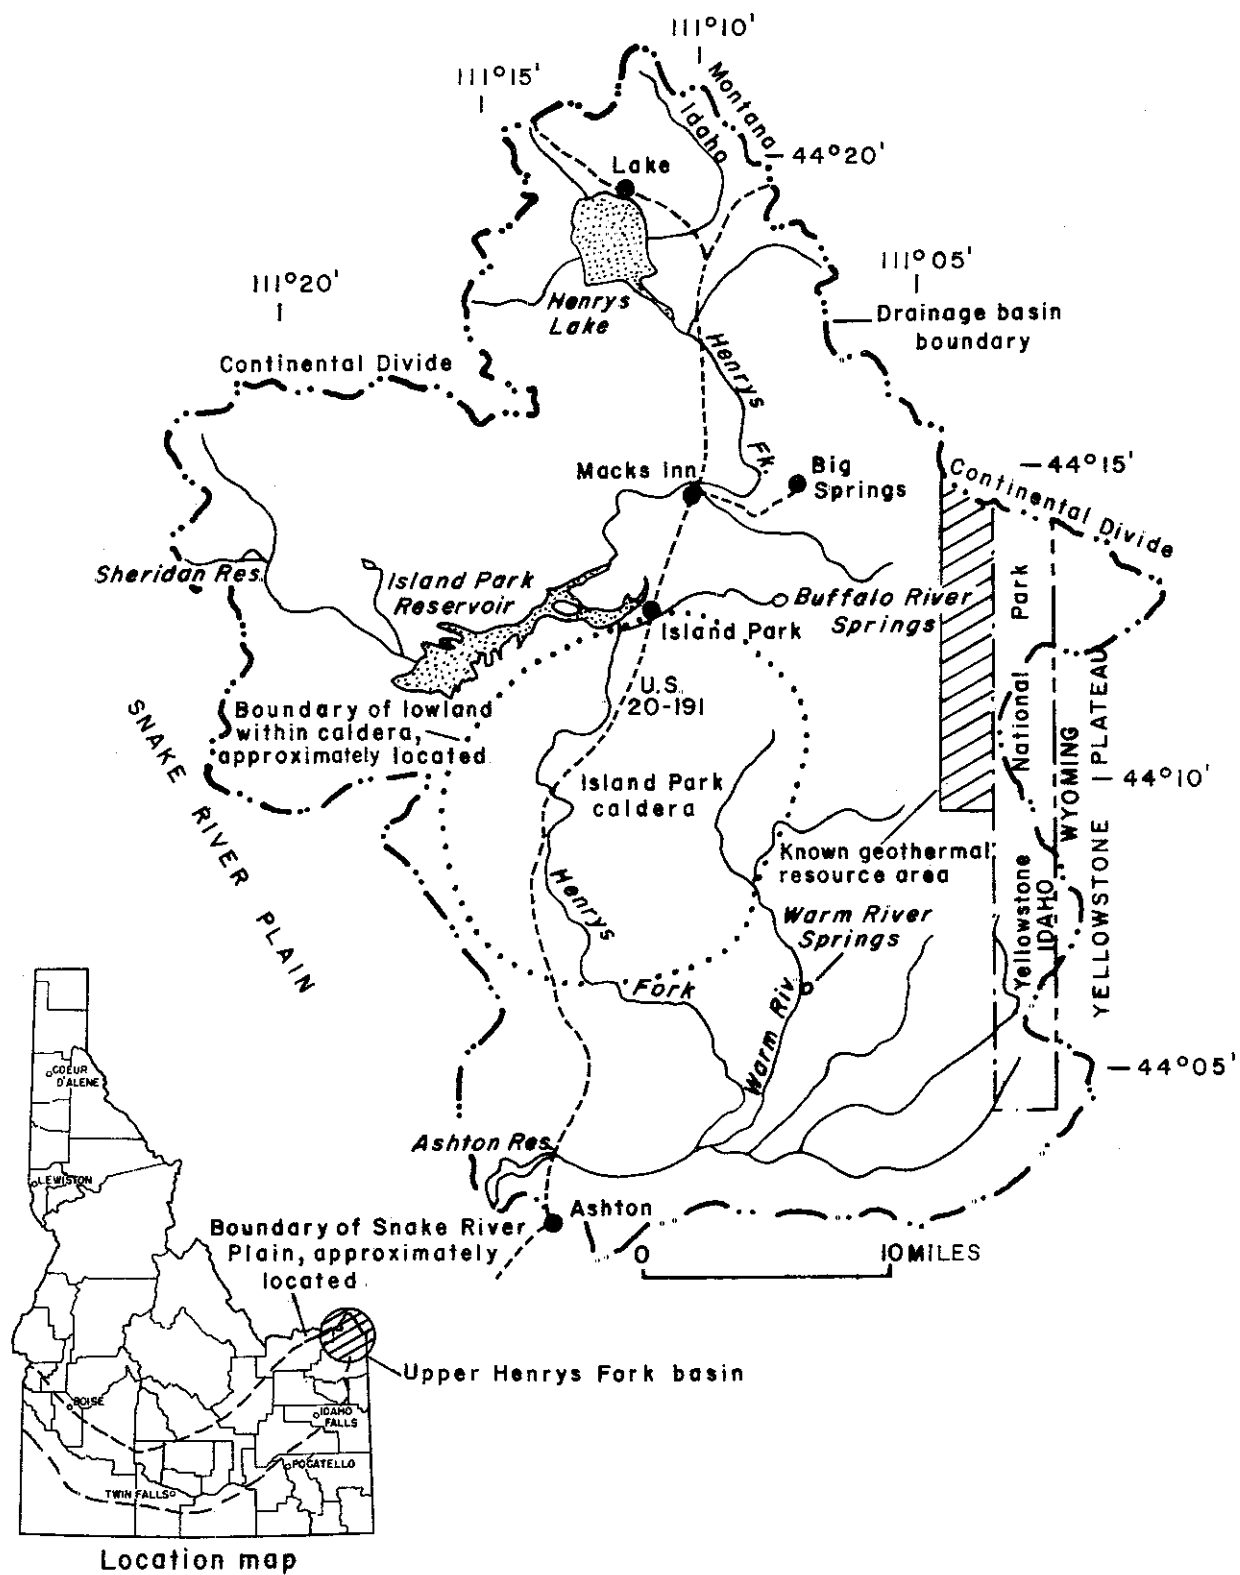 111°10'
111°15'
Montana
Idaho
44°20'
Lake
111°05'
111°20'
Henrys
Lake
Drainage basin
boundary
Henrys
Fk.
Continental Divide
Macks Inn
Big
Springs
44°15'
Continental Divide
Sheridan Res.
Island Park
Reservoir
Buffalo River
Springs
Island Park
Park
National
Yellowstone
U.S.
20-191
Boundary of lowland
within caldera,
approximately located
SNAKE RIVER PLAIN
Island Park
caldera
WYOMING
IDAHO
YELLOWSTONE PLATEAU
44°10'
Known geothermal
resource area
Henrys
Fork
Warm River
Springs
Warm Riv.
44°05'
Ashton Res.
Ashton
0 10 MILES
COEUR
D'ALENE
LEWISTON
Boundary of Snake River
Plain, approximately
located
Upper Henrys Fork basin
BOISE
IDAHO
FALLS
POCATELLO
TWIN FALLS
Location map